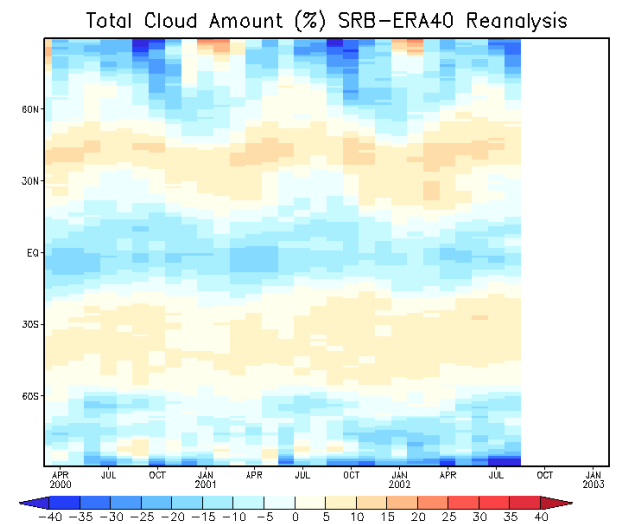 Total Cloud Amount (%) SRB-ERA40 Reanalysis
60N
30N
EQ
30S
60S
APR JUL OCT JAN APR JUL OCT JAN APR JUL OCT JAN
2000 2001 2002 2003
-40 -35 -30 -25 -20 -15 -10 -5 0 5 10 15 20 25 30 35 40